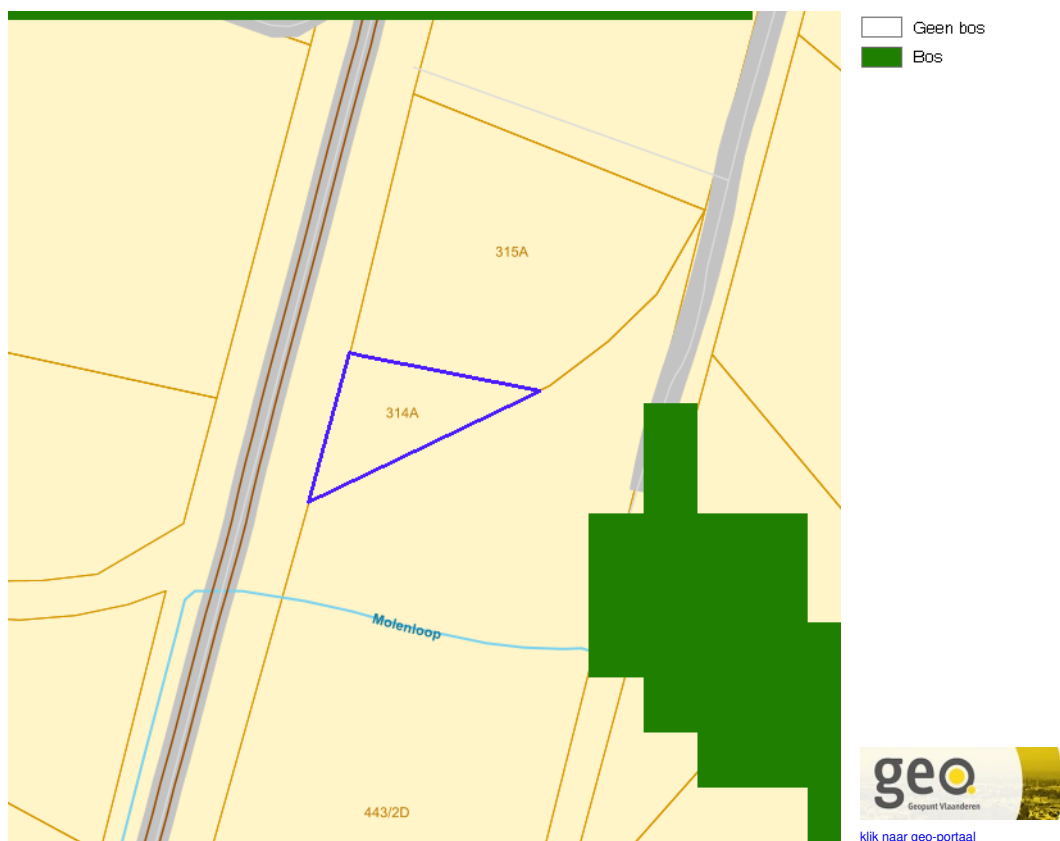 Geen bos
Bos
315A
314A
Molenloop
443/2D
geo.
Geopunt Vlaanderen
klik naar geo-portaal